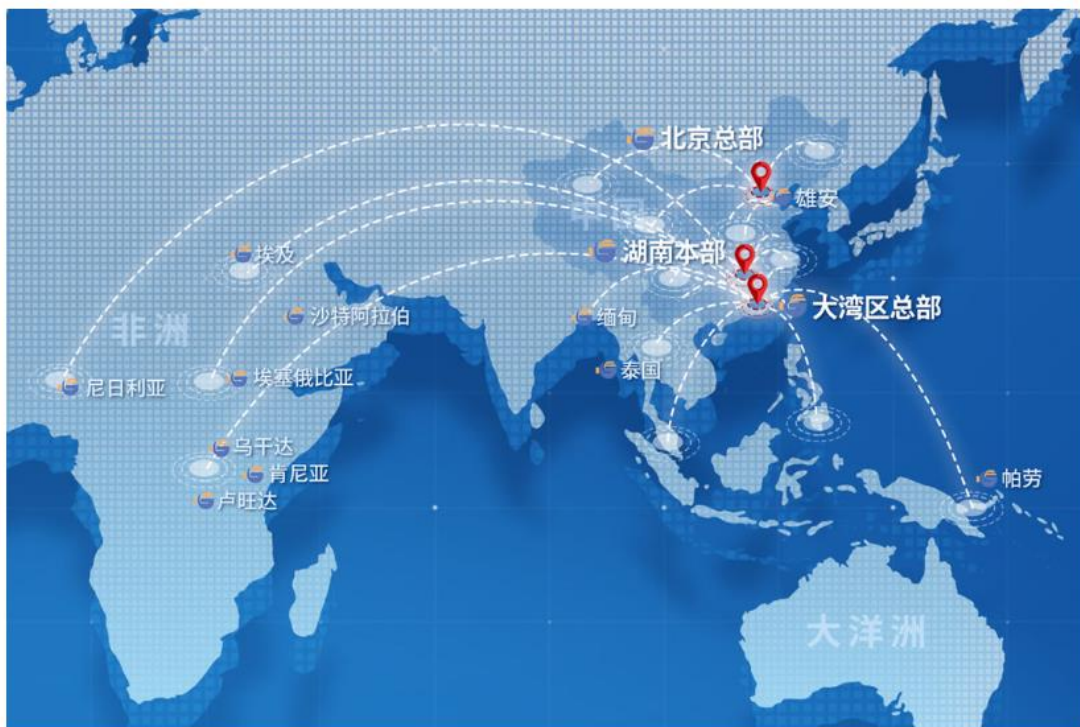 北京总部
中国
雄安
湖南本部
埃及
大湾区总部
沙特阿拉伯
缅甸
非洲
泰国
尼日利亚
埃塞俄比亚
乌干达
肯尼亚
帕劳
卢旺达
大洋洲